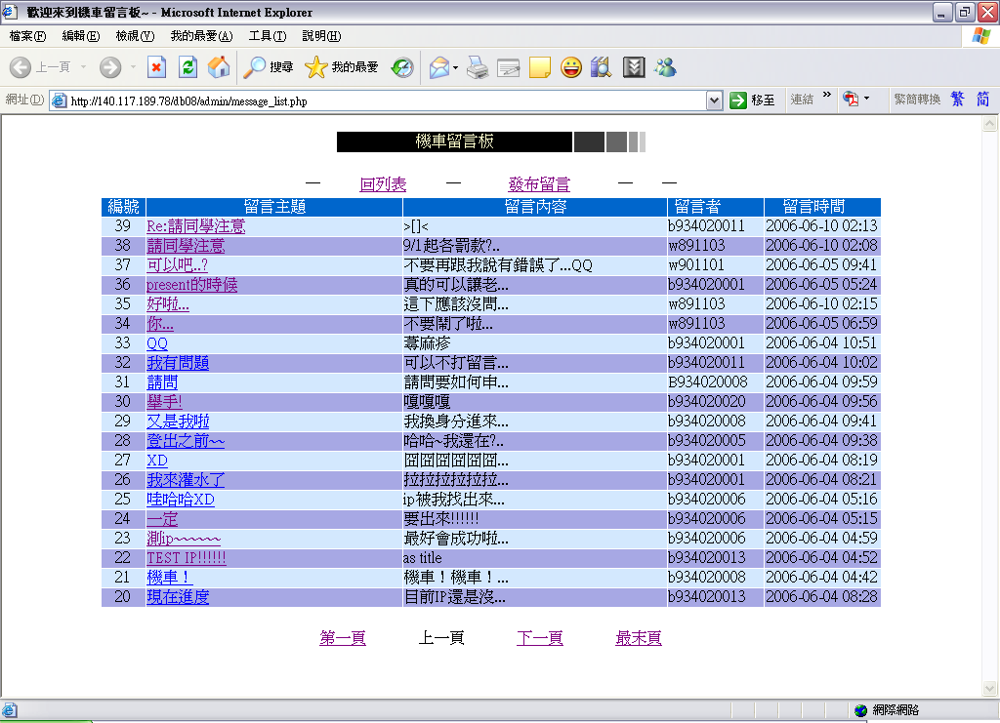 歡迎來到機車留言板~ - Microsoft Internet Explorer
檔案(F) 編輯(E) 檢視(V) 我的最愛(A) 工具(T) 說明(H)
上一頁 搜尋 我的最愛
網址(D) http://140.117.189.78/db08/admin/message_list.php 移至 連結 » 繁簡轉換 繁 簡
機車留言板
— 回列表 — 發布留言 — —
編號 留言主題 留言內容 留言者 留言時間
39 Re:請同學注意 >[]< b934020011 2006-06-10 02:13
38 請同學注意 9/1起各罰款?.. w891103 2006-06-10 02:08
37 可以吧..? 不要再跟我說有錯誤了...QQ w901101 2006-06-05 09:41
36 present的時候 真的可以讓老... b934020001 2006-06-05 05:24
35 好啦... 這下應該沒問... w891103 2006-06-10 02:15
34 你... 不要鬧了啦... w891103 2006-06-05 06:59
33 QQ 蕁麻疹 b934020001 2006-06-04 10:51
32 我有問題 可以不打留言... b934020011 2006-06-04 10:02
31 請問 請問要如何申... B934020008 2006-06-04 09:59
30 舉手! 嘎嘎嘎 b934020020 2006-06-04 09:56
29 又是我啦 我換身分進來... b934020008 2006-06-04 09:41
28 登出之前~~ 哈哈~我還在?.. b934020005 2006-06-04 09:38
27 XD 囧囧囧囧囧囧... b934020001 2006-06-04 08:19
26 我來灌水了 拉拉拉拉拉拉... b934020001 2006-06-04 08:21
25 哇哈哈XD ip被我找出來... b934020006 2006-06-04 05:16
24 一定 要出來!!!!!! b934020006 2006-06-04 05:15
23 測ip~~~~~~ 最好會成功啦... b934020006 2006-06-04 04:59
22 TEST IP!!!!!! as title b934020013 2006-06-04 04:52
21 機車！ 機車！機車！... b934020008 2006-06-04 04:42
20 現在進度 目前IP還是沒... b934020013 2006-06-04 08:28
第一頁 上一頁 下一頁 最末頁
網際網路